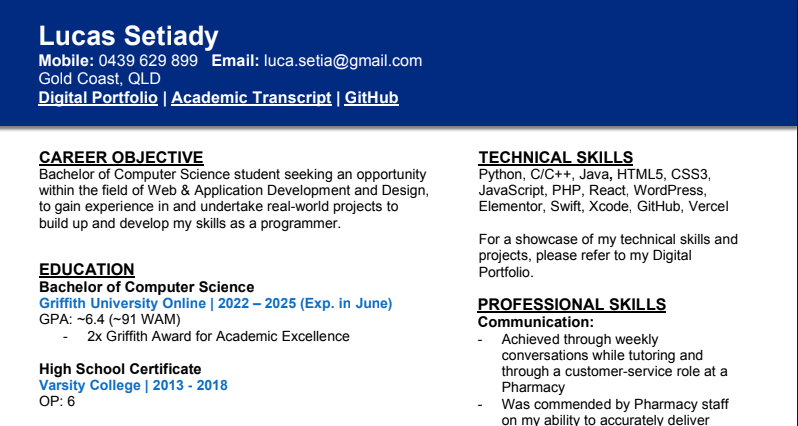 Lucas Setiady
Mobile: 0439 629 899   Email: luca.setia@gmail.com
Gold Coast, QLD
Digital Portfolio | Academic Transcript | GitHub
CAREER OBJECTIVE
Bachelor of Computer Science student seeking an opportunity
within the field of Web & Application Development and Design,
to gain experience in and undertake real-world projects to
build up and develop my skills as a programmer.
EDUCATION
Bachelor of Computer Science
Griffith University Online | 2022 – 2025 (Exp. in June)
GPA: ~6.4 (~91 WAM)
- 2x Griffith Award for Academic Excellence
High School Certificate
Varsity College | 2013 - 2018
OP: 6
TECHNICAL SKILLS
Python, C/C++, Java, HTML5, CSS3,
JavaScript, PHP, React, WordPress,
Elementor, Swift, Xcode, GitHub, Vercel
For a showcase of my technical skills and
projects, please refer to my Digital
Portfolio.
PROFESSIONAL SKILLS
Communication:
- Achieved through weekly
conversations while tutoring and
through a customer-service role at a
Pharmacy
- Was commended by Pharmacy staff
on my ability to accurately deliver